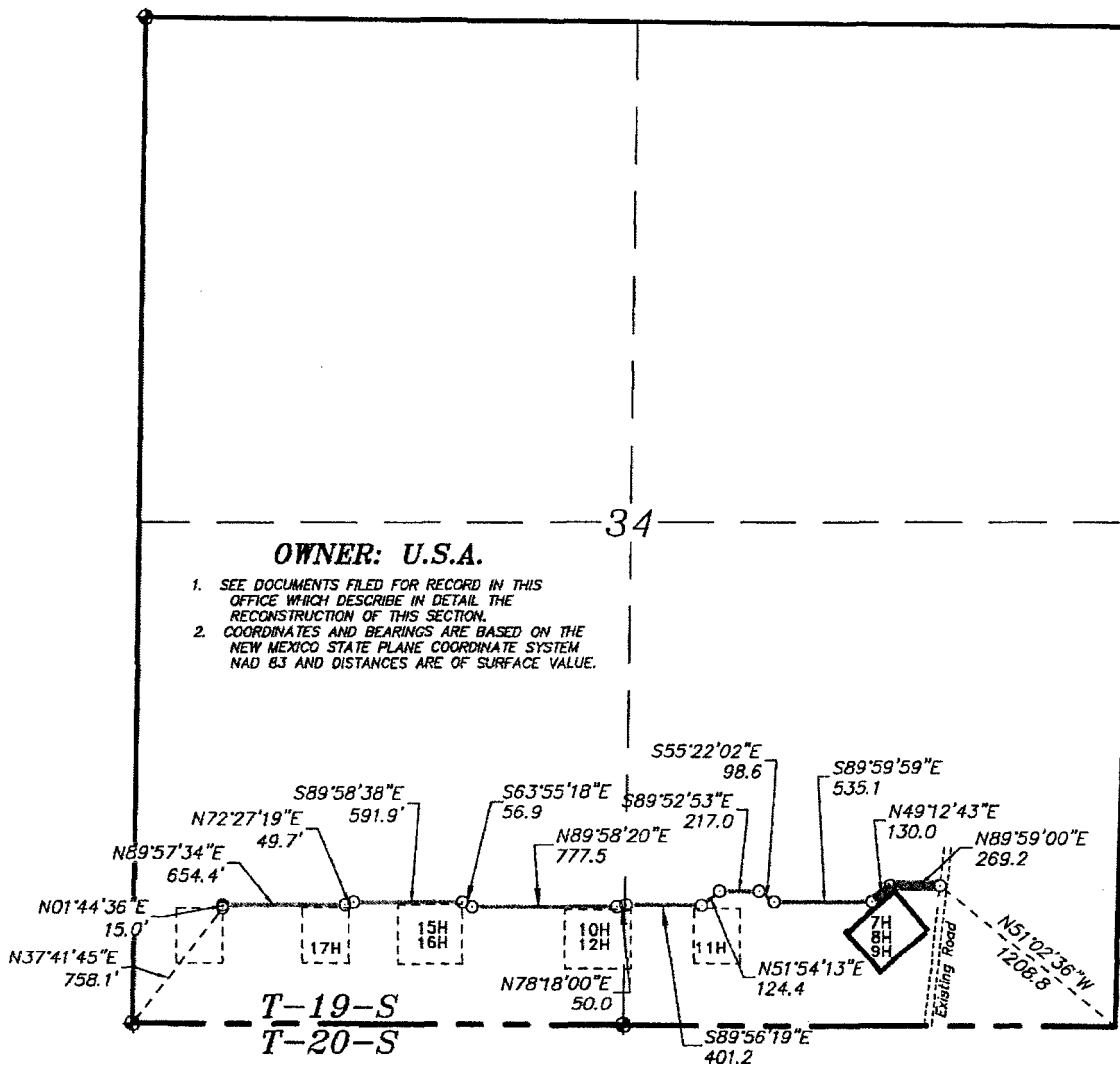 34
OWNER: U.S.A.
1. SEE DOCUMENTS FILED FOR RECORD IN THIS
OFFICE WHICH DESCRIBE IN DETAIL THE
RECONSTRUCTION OF THIS SECTION.
2. COORDINATES AND BEARINGS ARE BASED ON THE
NEW MEXICO STATE PLANE COORDINATE SYSTEM
NAD 83 AND DISTANCES ARE OF SURFACE VALUE.
S55°22'02"E
98.6
S89°59'59"E
535.1
S89°58'38"E
591.9'
S63°55'18"E
56.9
S89°52'53"E
217.0
N49°12'43"E
130.0
N72°27'19"E
49.7'
N89°58'20"E
777.5
N89°59'00"E
269.2
N89°57'34"E
654.4'
N01°44'36"E
15.0'
N37°41'45"E
758.1'
17H
15H
16H
10H
12H
11H
7H
8H
9H
N51°02'36"W
1208.8
Existing Road
N51°54'13"E
124.4
N78°18'00"E
50.0
S89°56'19"E
401.2
T-19-S
T-20-S